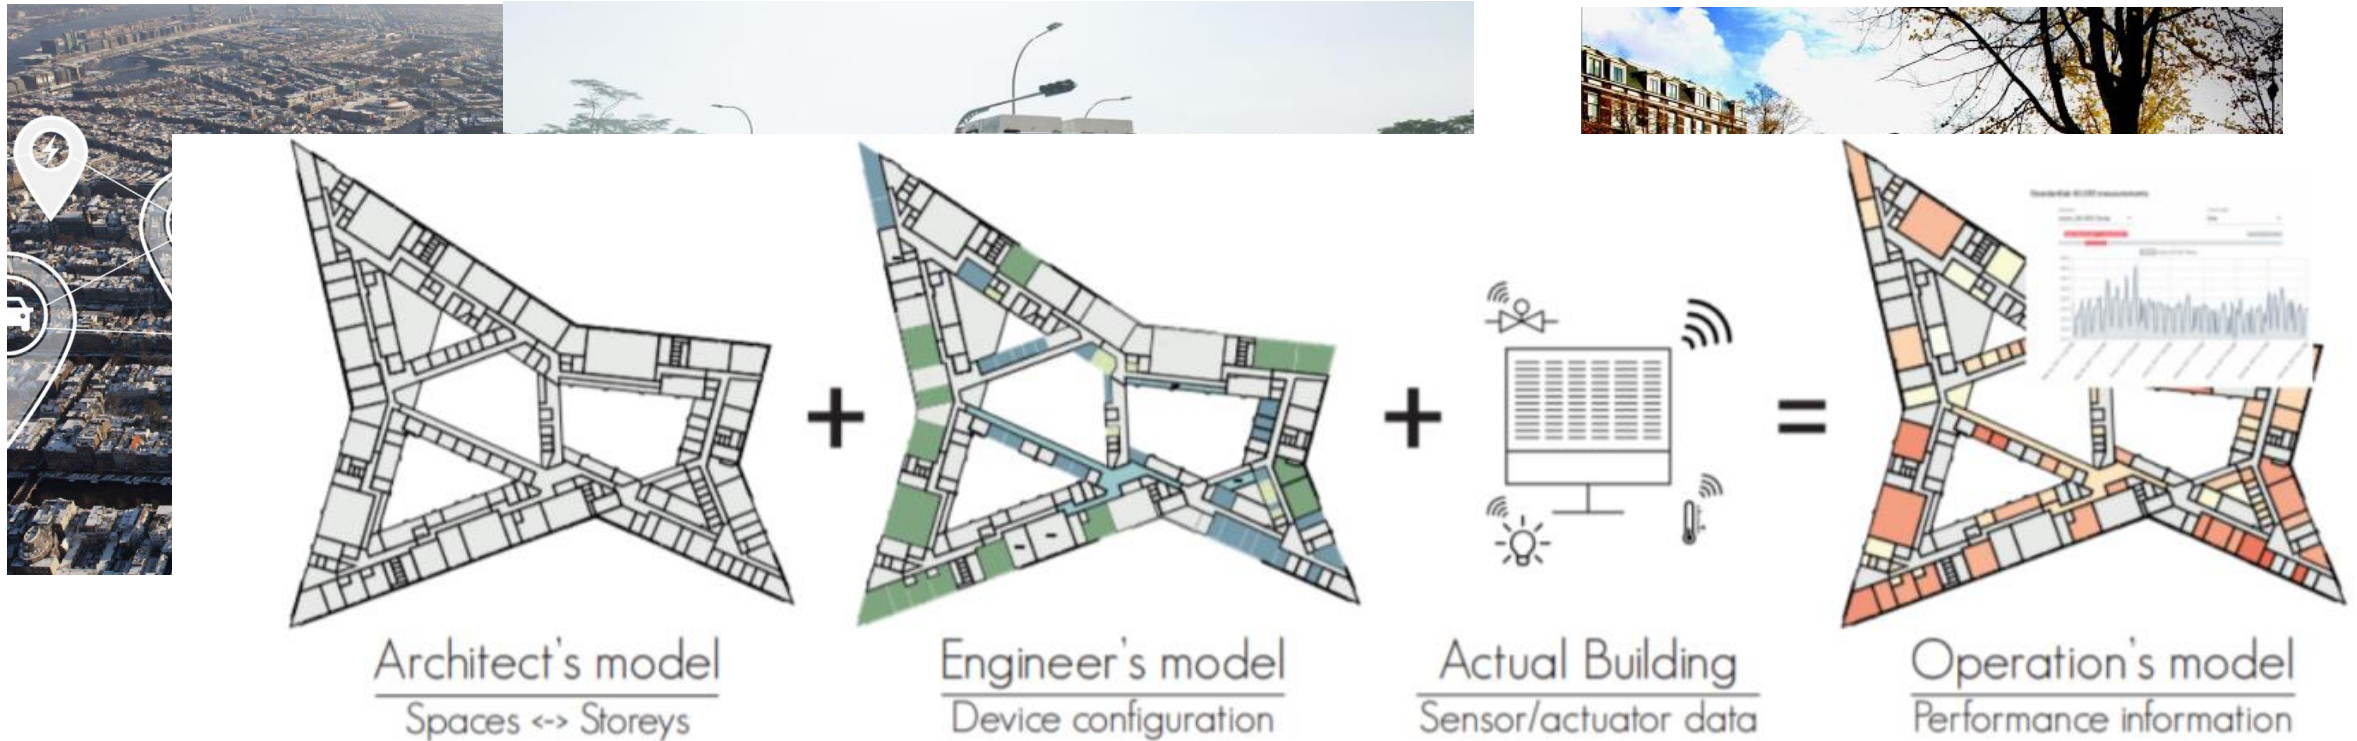 Architect's model
Spaces <-> Storeys
Engineer's model
Device configuration
Actual Building
Sensor/actuator data
Operation's model
Performance information